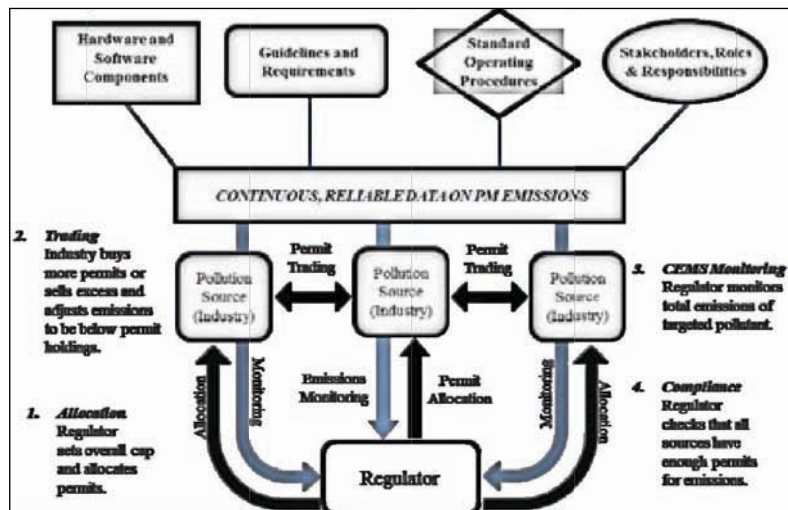 Hardware and
Software
Components
Guidelines and
Requirements
Standard
Operating
Procedures
Stakeholders, Roles
& Responsibilities
CONTINUOUS, RELIABLE DATA ON PM EMISSIONS
2. Trading
Industry buys
more permits or
sells excess and
adjusts emissions
to be below permit
holdings.
Pollution
Source
(Industry)
Permit
Trading
Pollution
Source
(Industry)
Permit
Trading
Pollution
Source
(Industry)
3. CEMS Monitoring
Regulator monitors
total emissions of
targeted pollutant.
Allocation
Monitoring
Emissions
Monitoring
Permit
Allocation
Monitoring
Allocation
1. Allocation
Regulator
sets overall cap
and allocates
permits.
Regulator
4. Compliance
Regulator
checks that all
sources have
enough permits
for emissions.